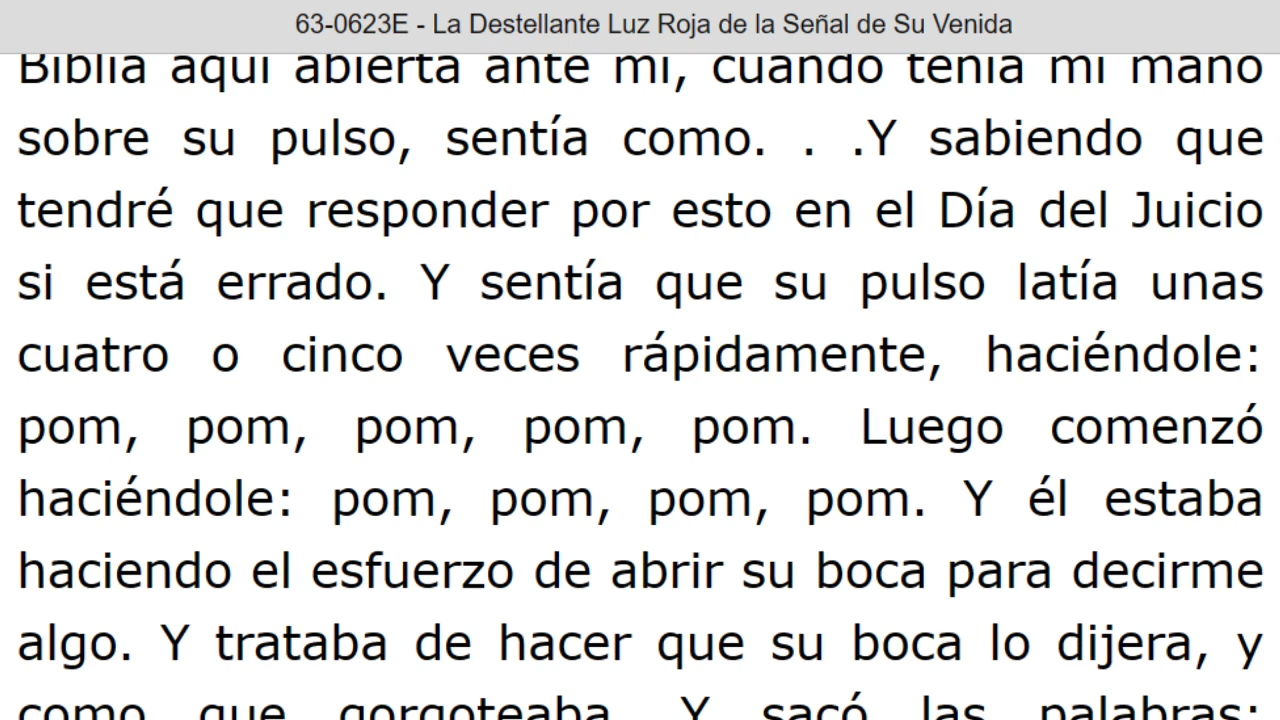 63-0623E - La Destellante Luz Roja de la Señal de Su Venida
Biblia aquí abierta ante mí, cuando tenía mi mano
sobre su pulso, sentía como. . .Y sabiendo que
tendré que responder por esto en el Día del Juicio
si está errado. Y sentía que su pulso latía unas
cuatro o cinco veces rápidamente, haciéndole:
pom, pom, pom, pom, pom. Luego comenzó
haciéndole: pom, pom, pom, pom. Y él estaba
haciendo el esfuerzo de abrir su boca para decirme
algo. Y trataba de hacer que su boca lo dijera, y
como que gorgoteaba. Y sacó las palabras: